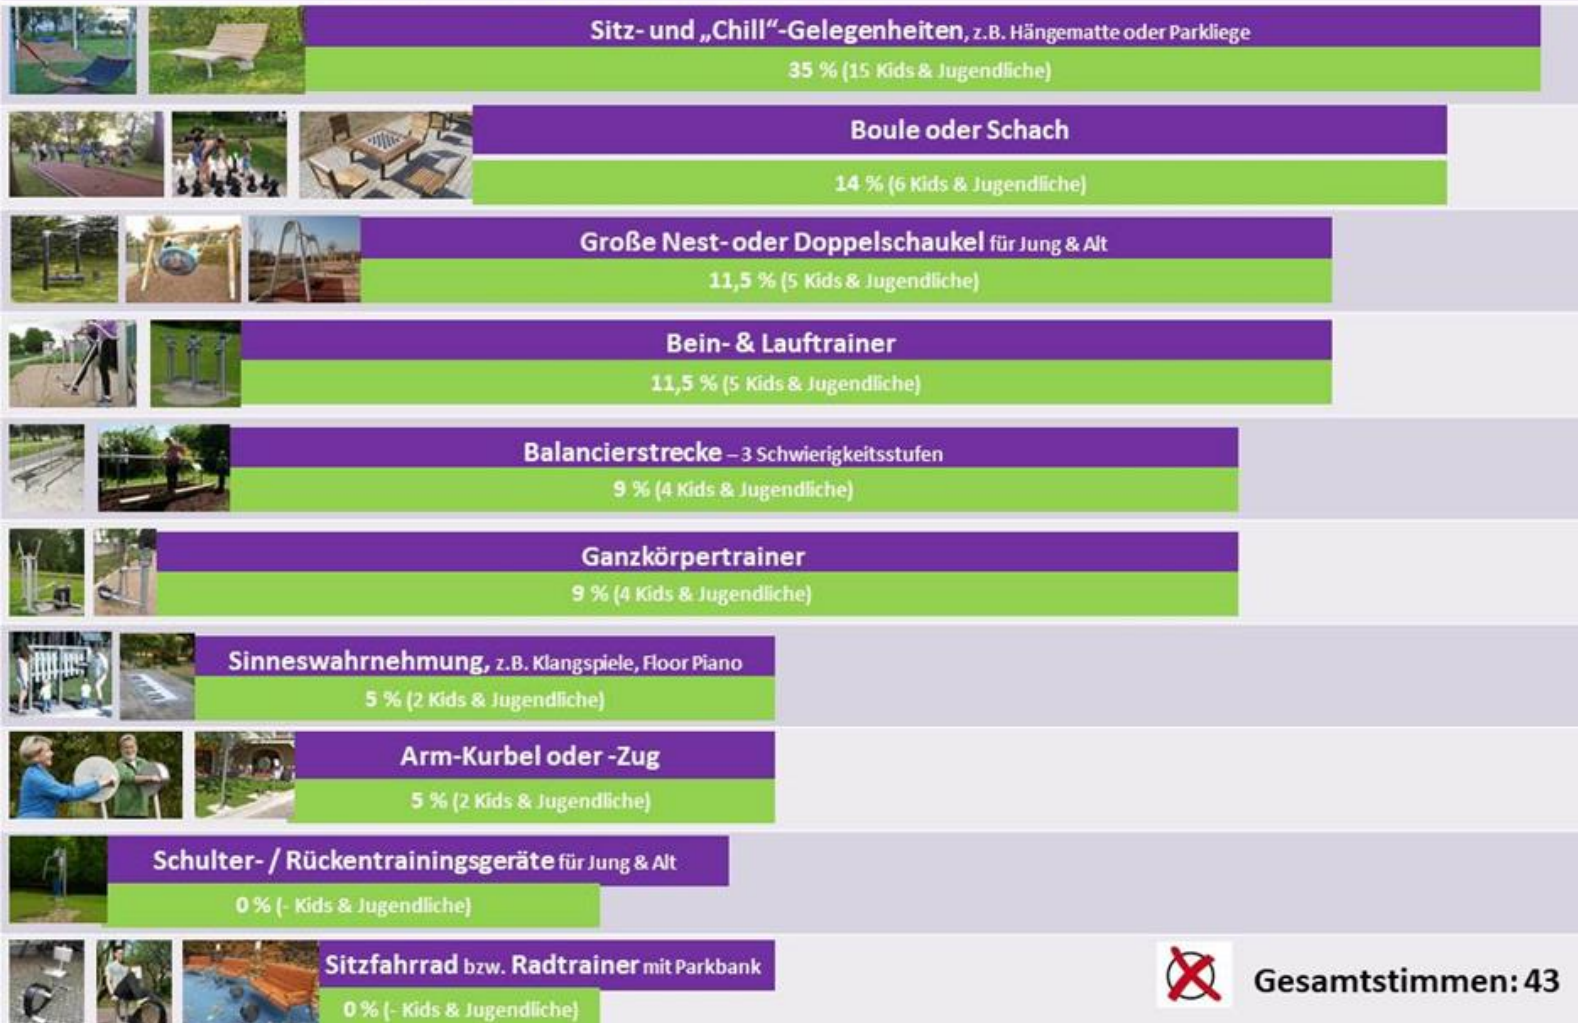 Sitz- und „Chill“-Gelegenheiten, z.B. Hängematte oder Parkliege
35 % (15 Kids & Jugendliche)
Boule oder Schach
14 % (6 Kids & Jugendliche)
Große Nest- oder Doppelschaukel für Jung & Alt
11,5 % (5 Kids & Jugendliche)
Bein- & Lauftrainer
11,5 % (5 Kids & Jugendliche)
Balancierstrecke – 3 Schwierigkeitsstufen
9 % (4 Kids & Jugendliche)
Ganzkörpertrainer
9 % (4 Kids & Jugendliche)
Sinneswahrnehmung, z.B. Klangspiele, Floor Piano
5 % (2 Kids & Jugendliche)
Arm-Kurbel oder -Zug
5 % (2 Kids & Jugendliche)
Schulter- / Rückentrainingsgeräte für Jung & Alt
0 % (- Kids & Jugendliche)
Sitzfahrrad bzw. Radtrainer mit Parkbank
0 % (- Kids & Jugendliche)
Gesamtstimmen: 43